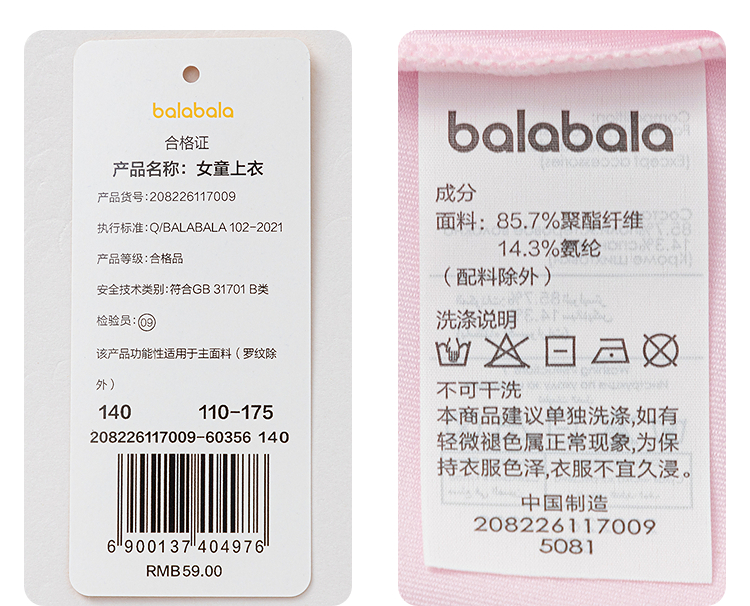 balabala
合格证
产品名称：女童上衣
产品货号:208226117009
执行标准:Q/BALABALA 102-2021
产品等级:合格品
安全技术类别:符合GB 31701 B类
检验员:09
该产品功能性适用于主面料（罗纹除
外）
140 110-175
208226117009-60356 140
6 900137 404976
RMB59.00
balabala
成分
面料：85.7%聚酯纤维
14.3%氨纶
（配料除外）
洗涤说明
不可干洗
本商品建议单独洗涤,如有
轻微褪色属正常现象,为保
持衣服色泽,衣服不宜久浸。
中国制造
208226117009
5081